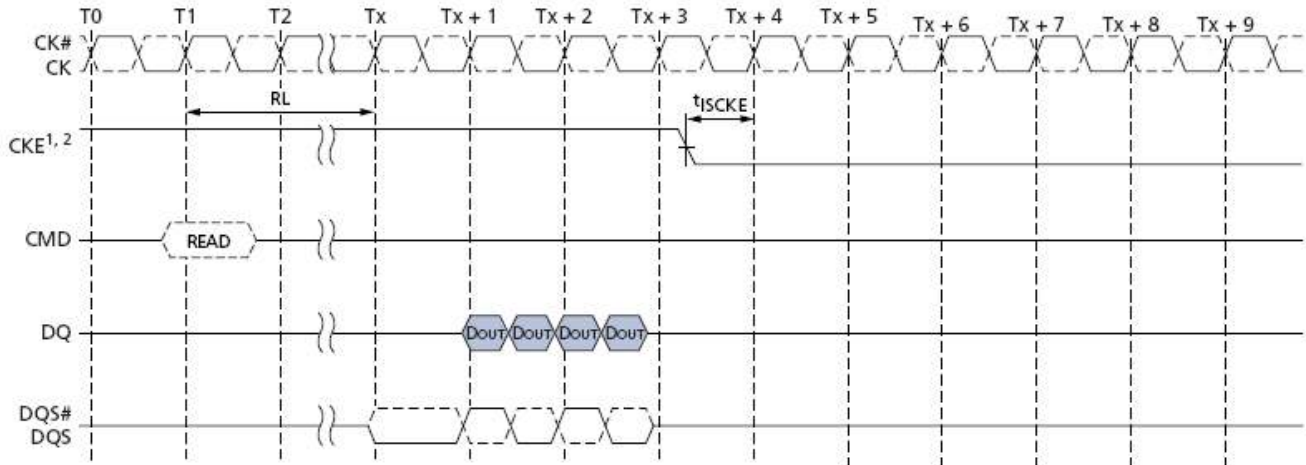 T0 T1 T2 Tx Tx + 1 Tx + 2 Tx + 3 Tx + 4 Tx + 5 Tx + 6 Tx + 7 Tx + 8 Tx + 9
CK#
CK
RL
tISCKE
CKE1, 2
CMD READ
DQ DOUT DOUT DOUT DOUT
DQS#
DQS